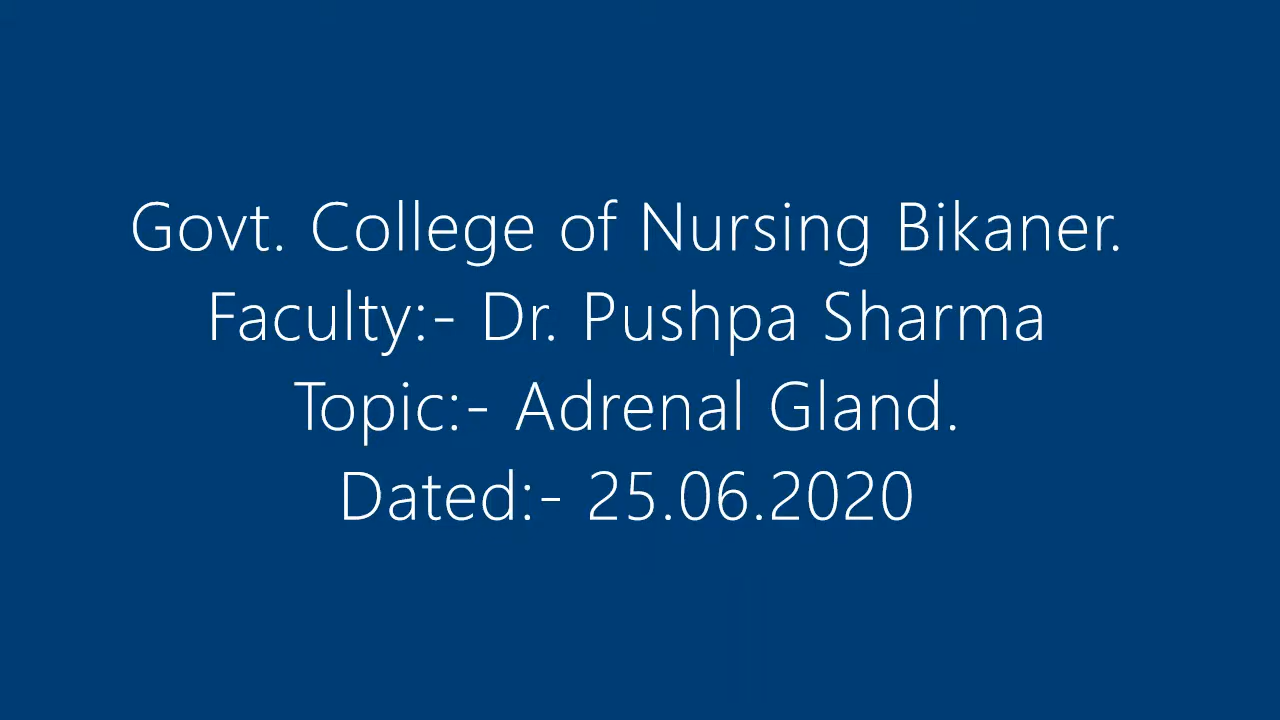 Govt. College of Nursing Bikaner.
Faculty:- Dr. Pushpa Sharma
Topic:- Adrenal Gland.
Dated:- 25.06.2020